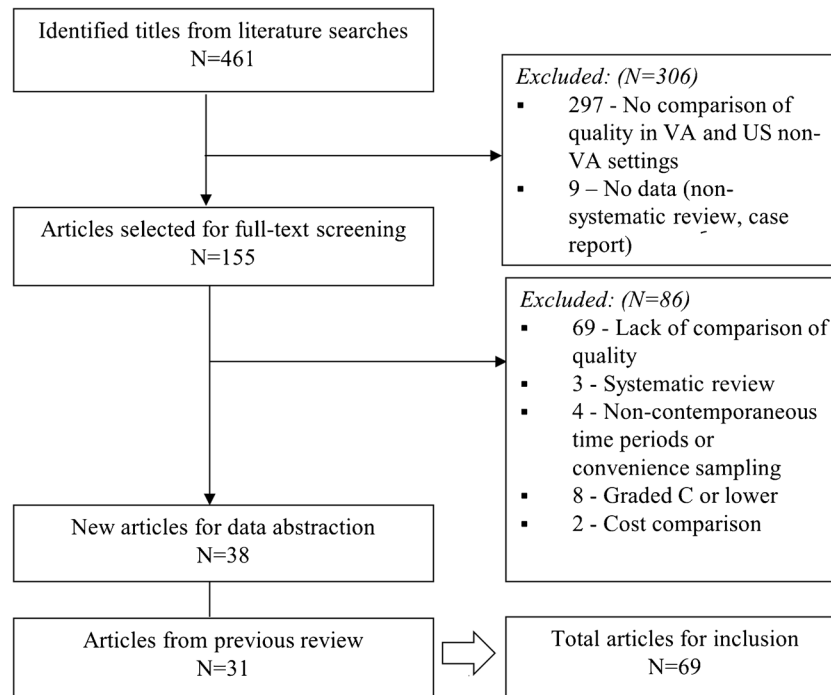 Identified titles from literature searches
N=461
Excluded: (N=306)
▪ 297 - No comparison of
quality in VA and US non-
VA settings
▪ 9 – No data (non-
systematic review, case
report)
Articles selected for full-text screening
N=155
Excluded: (N=86)
▪ 69 - Lack of comparison of
quality
▪ 3 - Systematic review
▪ 4 - Non-contemporaneous
time periods or
convenience sampling
▪ 8 - Graded C or lower
▪ 2 - Cost comparison
New articles for data abstraction
N=38
Articles from previous review
N=31
Total articles for inclusion
N=69